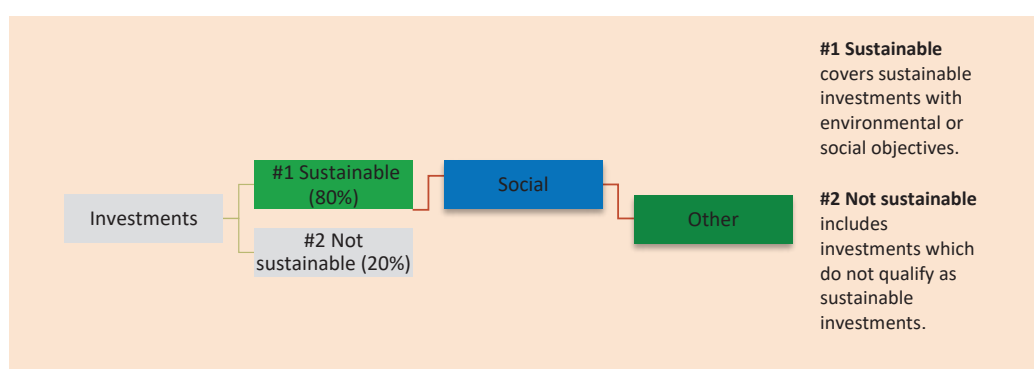 Investments
#1 Sustainable
(80%)
#2 Not
sustainable (20%)
Social
Other
#1 Sustainable
covers sustainable
investments with
environmental or
social objectives.
#2 Not sustainable
includes
investments which
do not qualify as
sustainable
investments.